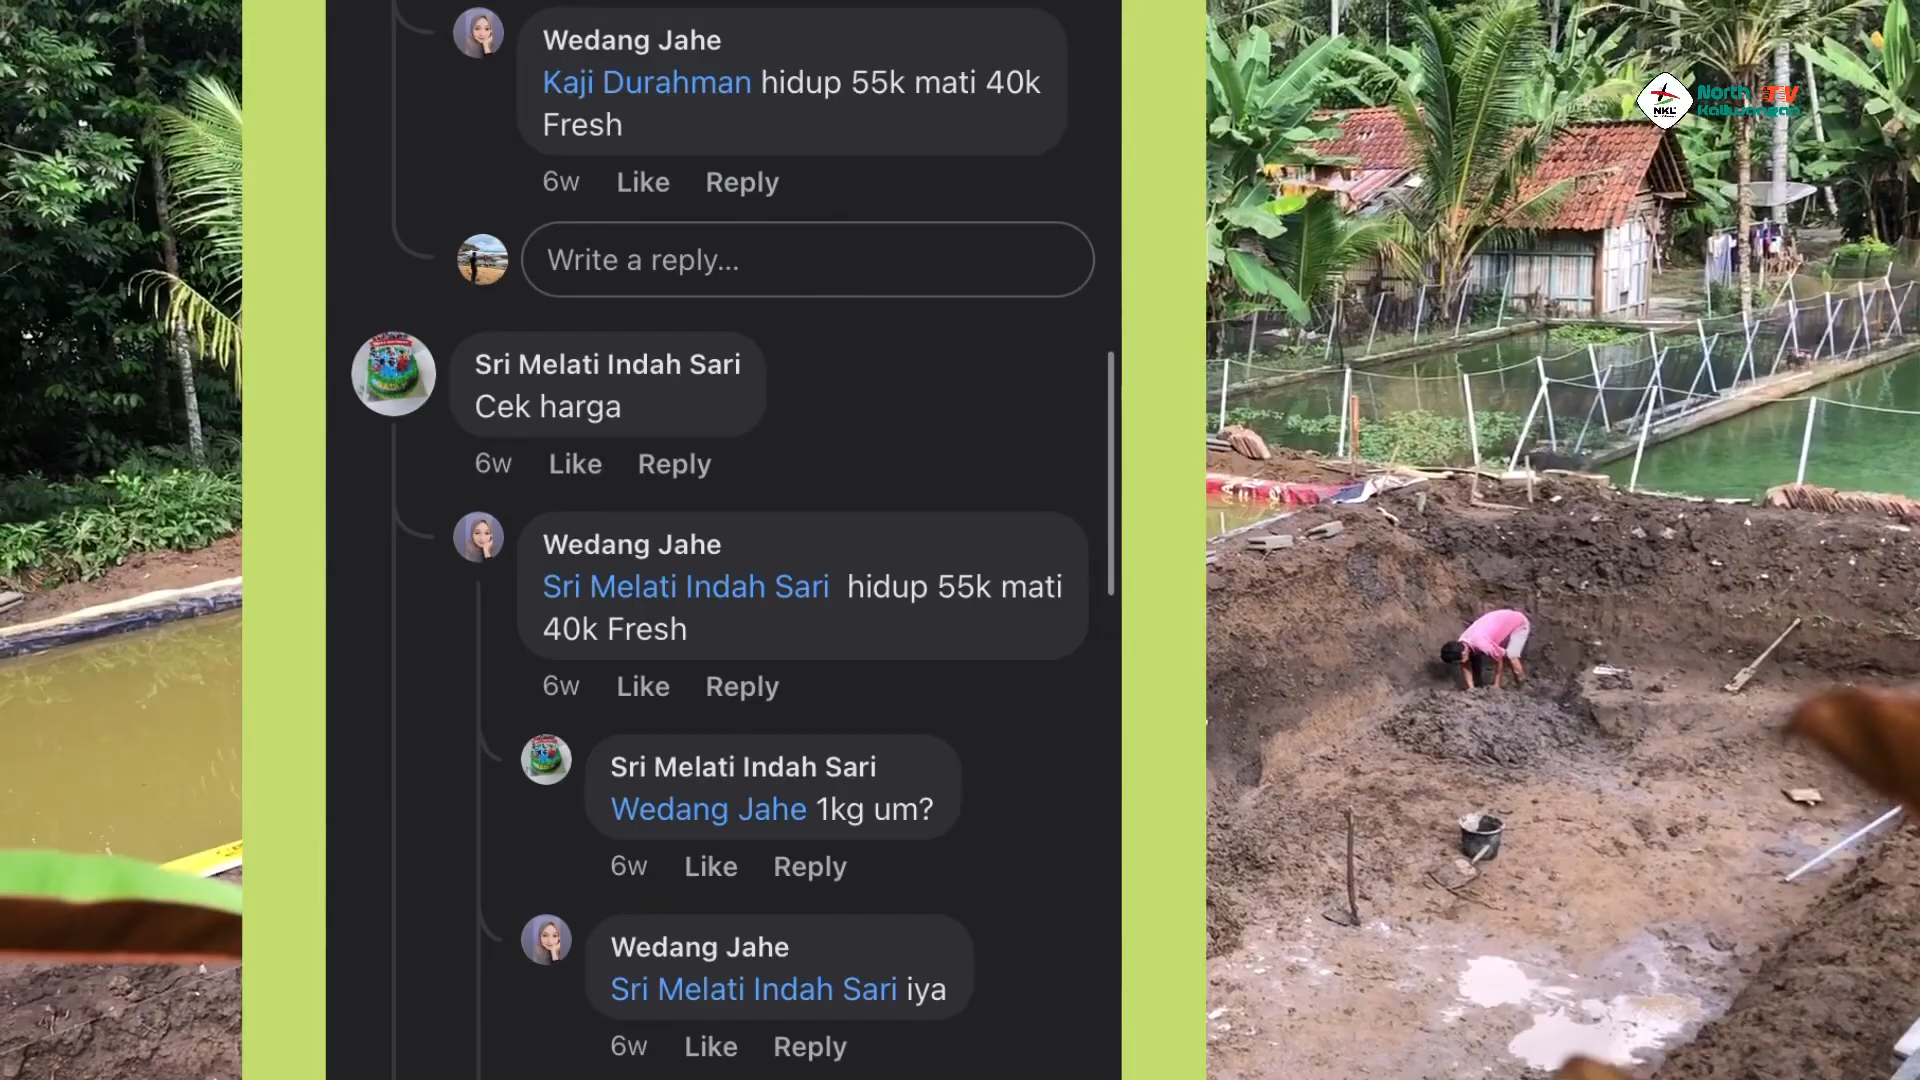 Wedang Jahe
Kaji Durahman hidup 55k mati 40k
Fresh
6w Like Reply
Write a reply...
Sri Melati Indah Sari
Cek harga
6w Like Reply
Wedang Jahe
Sri Melati Indah Sari hidup 55k mati
40k Fresh
6w Like Reply
Sri Melati Indah Sari
Wedang Jahe 1kg um?
6w Like Reply
Wedang Jahe
Sri Melati Indah Sari iya
6w Like Reply
NKL
North TV
Kaliwangah